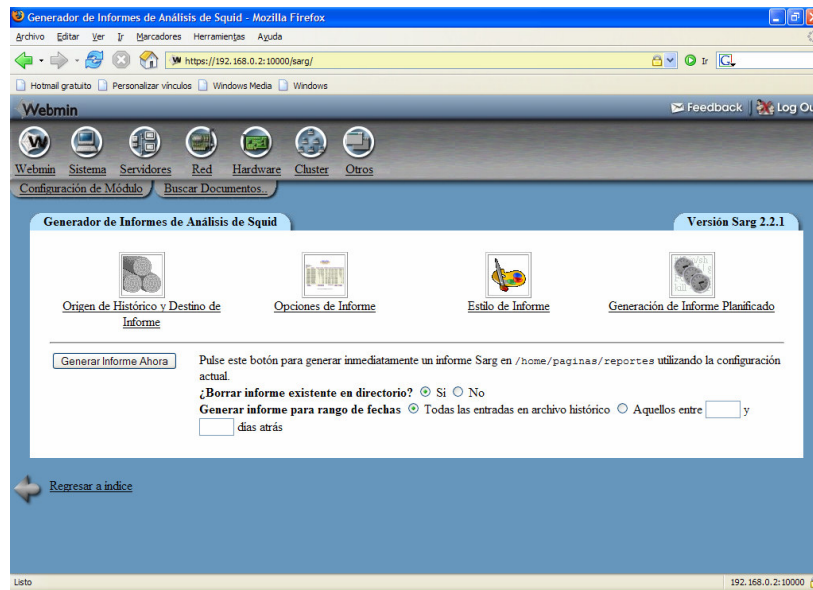 Generador de Informes de Análisis de Squid - Mozilla Firefox
Archivo Editar Ver Ir Marcadores Herramientas Ayuda
https://192.168.0.2:10000/sarg/ Ir G
Hotmail gratuito Personalizar vínculos Windows Media Windows
Webmin Feedback Log Ou
Webmin Sistema Servidores Red Hardware Cluster Otros
Configuración de Módulo Buscar Documentos..
Generador de Informes de Análisis de Squid Versión Sarg 2.2.1
Origen de Histórico y Destino de Informe Opciones de Informe Estilo de Informe Generación de Informe Planificado
Generar Informe Ahora Pulse este botón para generar inmediatamente un informe Sarg en /home/paginas/reportes utilizando la configuración
actual.
¿Borrar informe existente en directorio? Si No
Generar informe para rango de fechas Todas las entradas en archivo histórico Aquellos entre y
días atrás
Regresar a índice
Listo 192.168.0.2:10000